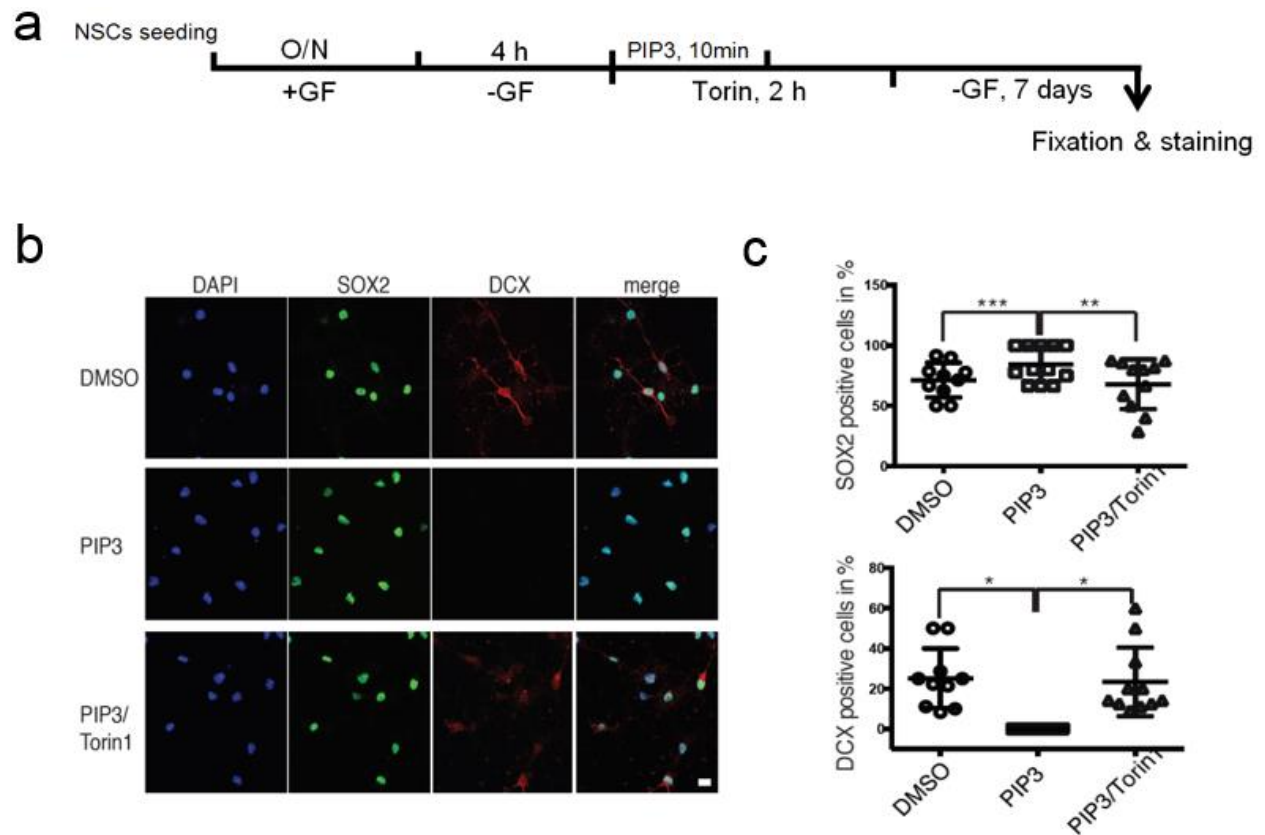 a
NSCs seeding
O/N
4 h
PIP3, 10min
+GF
-GF
Torin, 2 h
-GF, 7 days
Fixation & staining
b
DAPI SOX2 DCX merge
DMSO
PIP3
PIP3/
Torin1
c
SOX2 positive cells in %
150
100
50
0
*** **
DMSO
PIP3
PIP3/Torin1
DCX positive cells in %
80
60
40
20
0
* *
DMSO
PIP3
PIP3/Torin1